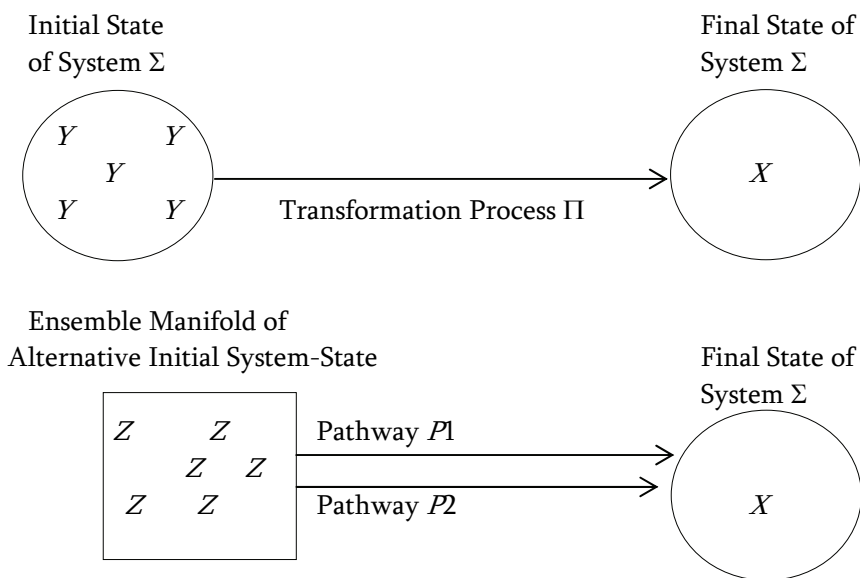 Initial State
of System Σ
Final State of
System Σ
Y Y
Y
Y Y
X
Transformation Process Π
Ensemble Manifold of
Alternative Initial System-State
Final State of
System Σ
Z Z
Z Z
Z Z
Pathway P1
Pathway P2
X